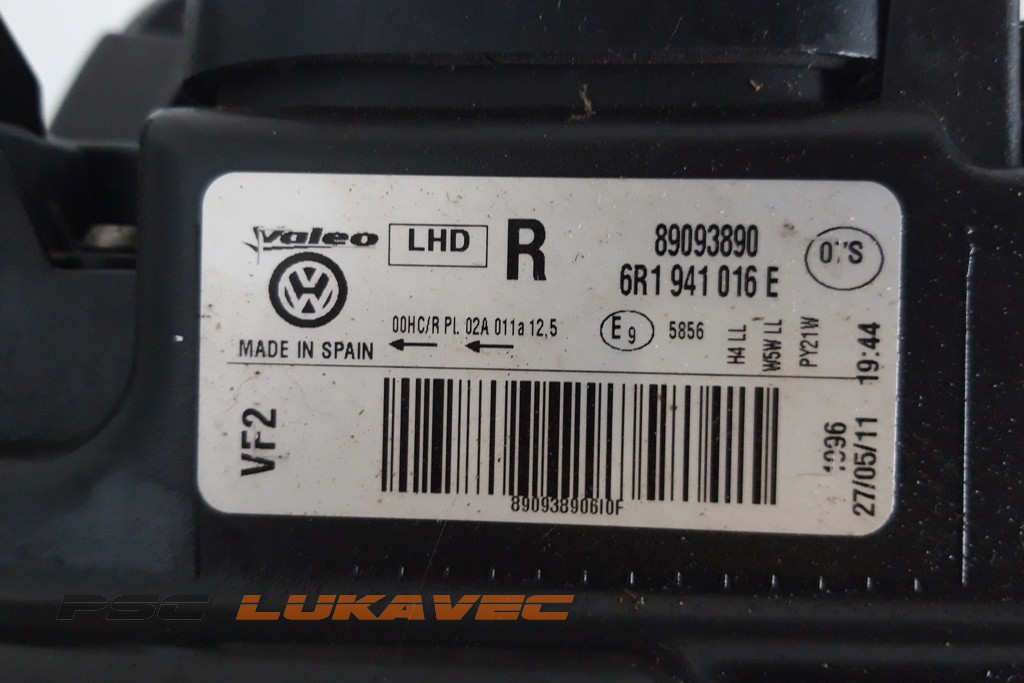 Valeo LHD R 89093890
6R1 941 016 E
00HC/R PL 02A 011a 12,5 E9 5856
MADE IN SPAIN
H4 LL
W5W LL
PY21W
VF2
27/05/11 19:44
89093890610F
PSC LUKAVEC